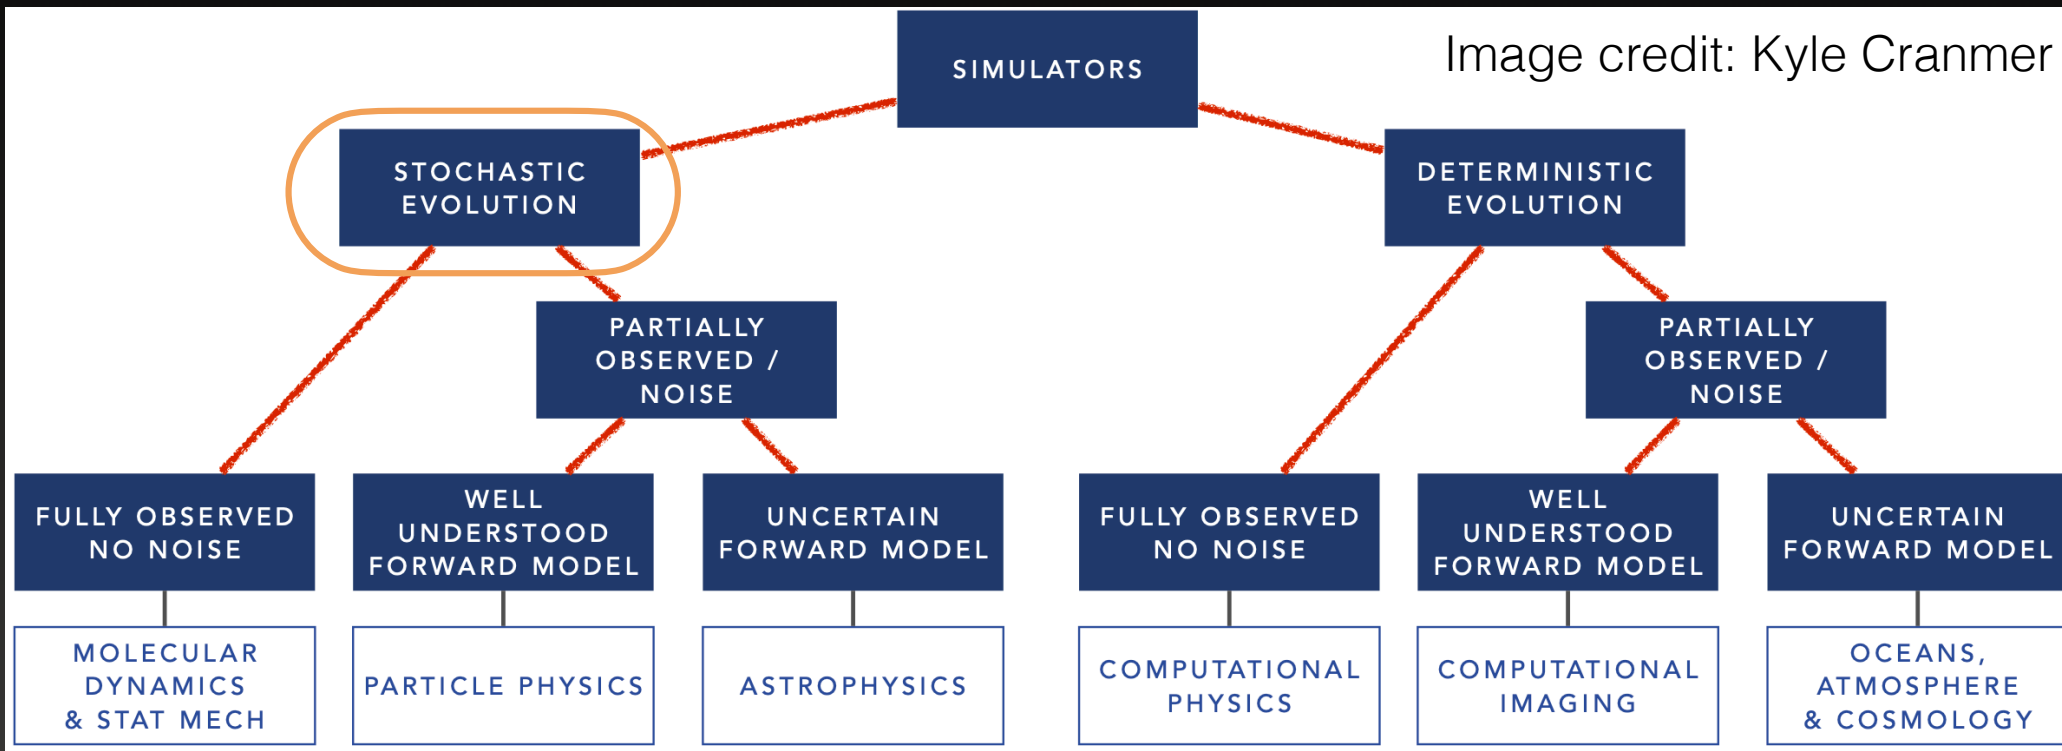 SIMULATORS
Image credit: Kyle Cranmer
STOCHASTIC
EVOLUTION
DETERMINISTIC
EVOLUTION
PARTIALLY
OBSERVED /
NOISE
PARTIALLY
OBSERVED /
NOISE
FULLY OBSERVED
NO NOISE
WELL
UNDERSTOOD
FORWARD MODEL
UNCERTAIN
FORWARD MODEL
FULLY OBSERVED
NO NOISE
WELL
UNDERSTOOD
FORWARD MODEL
UNCERTAIN
FORWARD MODEL
MOLECULAR
DYNAMICS
& STAT MECH
PARTICLE PHYSICS
ASTROPHYSICS
COMPUTATIONAL
PHYSICS
COMPUTATIONAL
IMAGING
OCEANS,
ATMOSPHERE
& COSMOLOGY